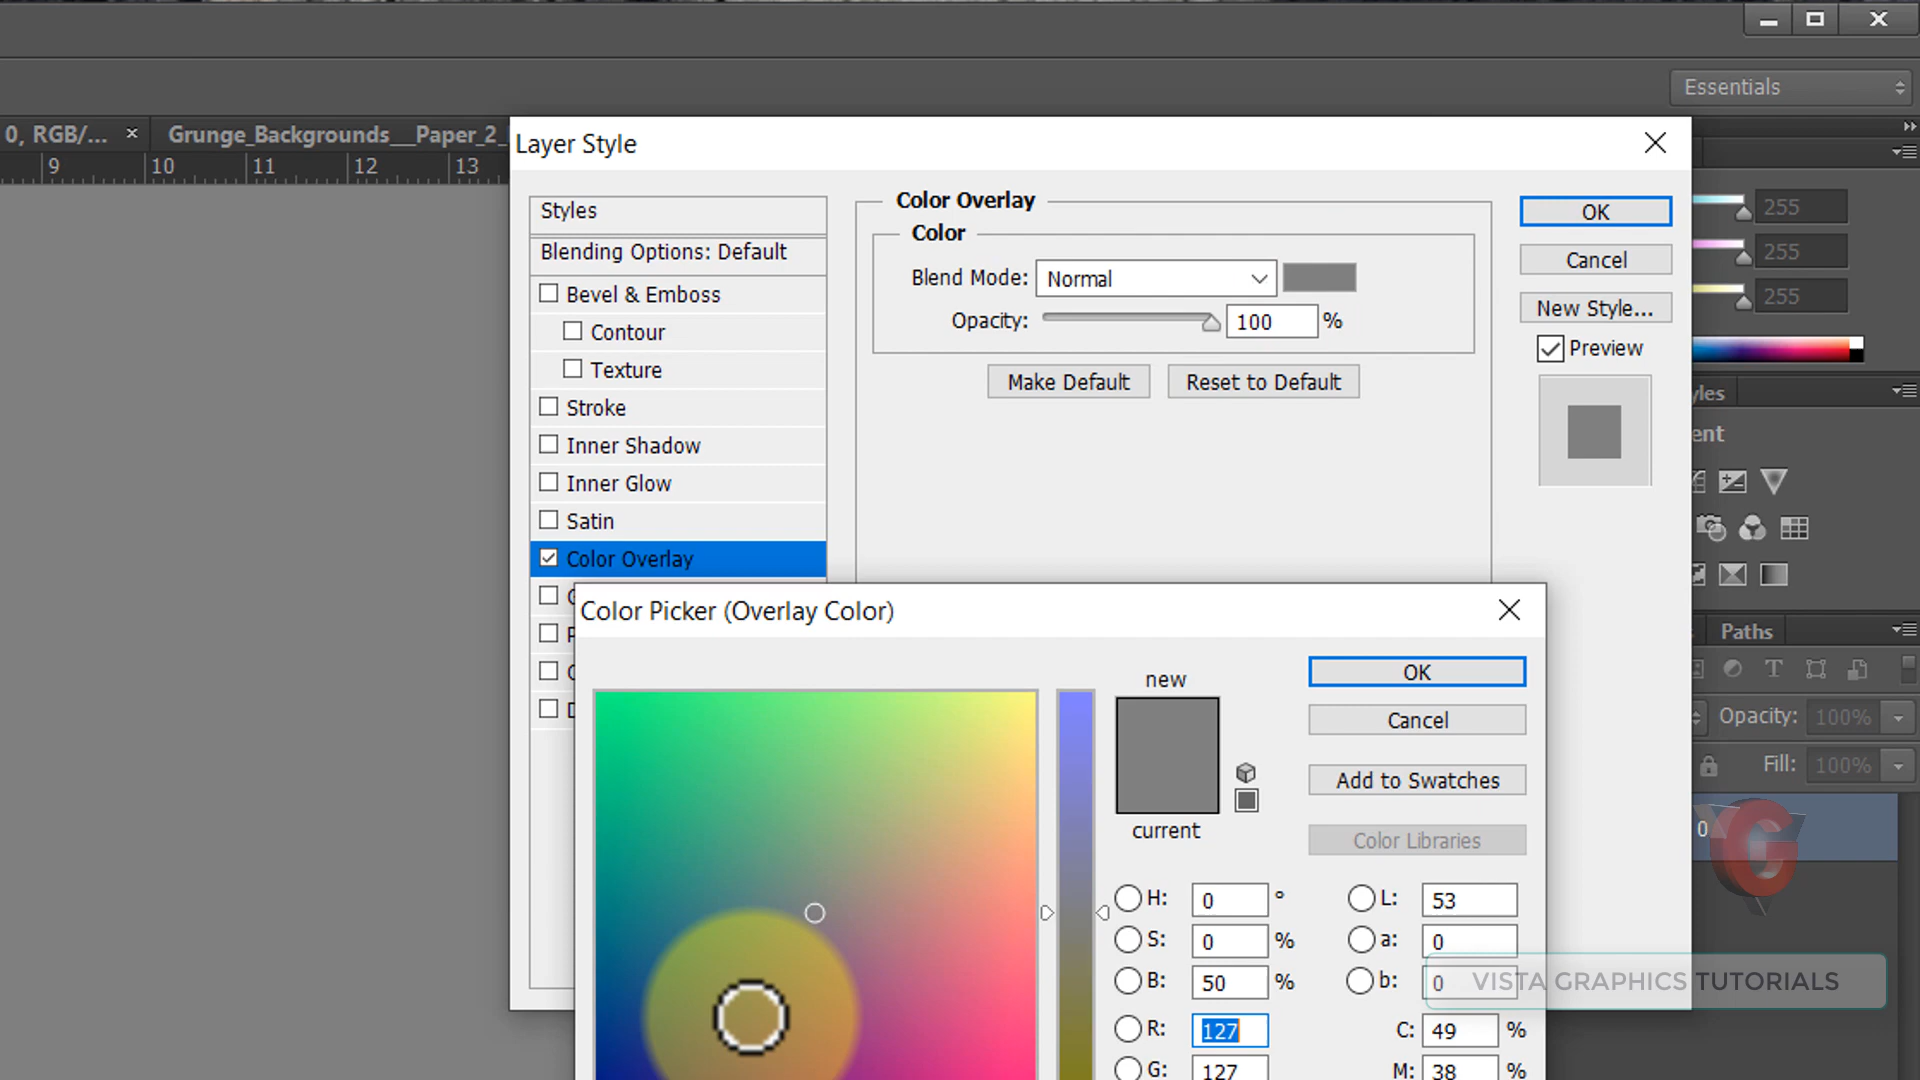 Essentials
0, RGB/... × Grunge_Backgrounds__Paper_2_
9 10 11 12 13
Layer Style
Styles
Blending Options: Default
Bevel & Emboss
Contour
Texture
Stroke
Inner Shadow
Inner Glow
Satin
Color Overlay
Color Overlay
Color
Blend Mode: Normal
Opacity: 100 %
Make Default Reset to Default
OK
Cancel
New Style...
Preview
255
255
255
yles
ent
Paths
Opacity: 100%
Fill: 100%
0
G
Color Picker (Overlay Color)
new
current
OK
Cancel
Add to Swatches
Color Libraries
H: 0 ° L: 53
S: 0 % a: 0
B: 50 % b: 0
R: 127 C: 49 %
G: 127 M: 38 %
VISTA GRAPHICS TUTORIALS